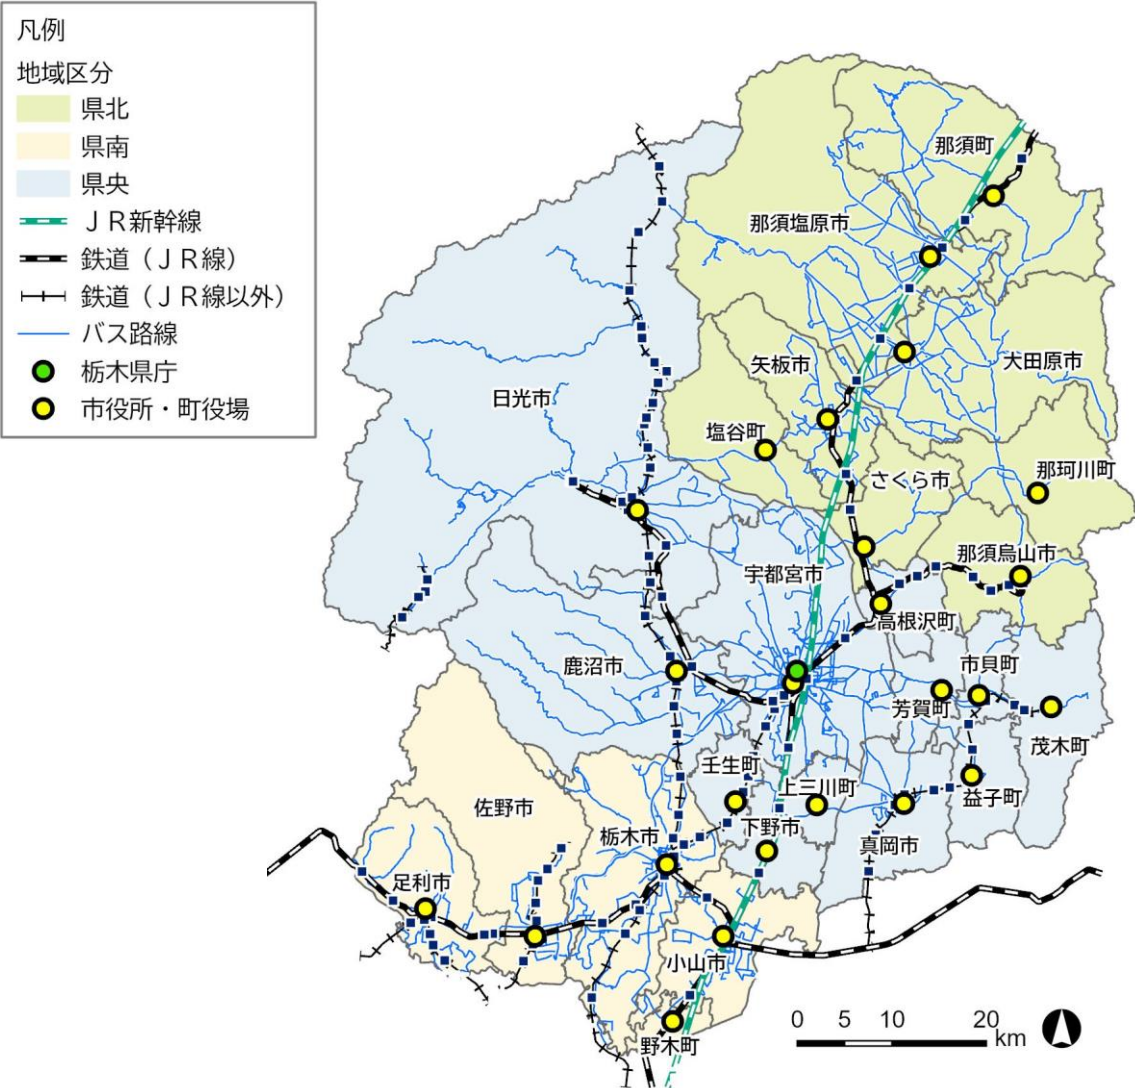 凡例
地域区分
県北
県南
県央
ＪＲ新幹線
鉄道（ＪＲ線）
鉄道（ＪＲ線以外）
バス路線
栃木県庁
市役所・町役場
那須町
那須塩原市
矢板市
大田原市
日光市
塩谷町
さくら市
那珂川町
那須烏山市
宇都宮市
高根沢町
鹿沼市
市貝町
芳賀町
茂木町
壬生町
上三川町
益子町
佐野市
栃木市
下野市
真岡市
足利市
小山市
野木町
0 5 10 20 km